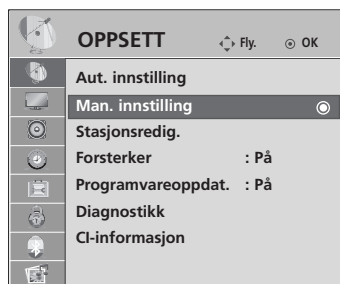 OPPSETT Fly. OK
Aut. innstilling
Man. innstilling
Stasjonsredig.
Forsterker : På
Programvareoppdat. : På
Diagnostikk
CI-informasjon